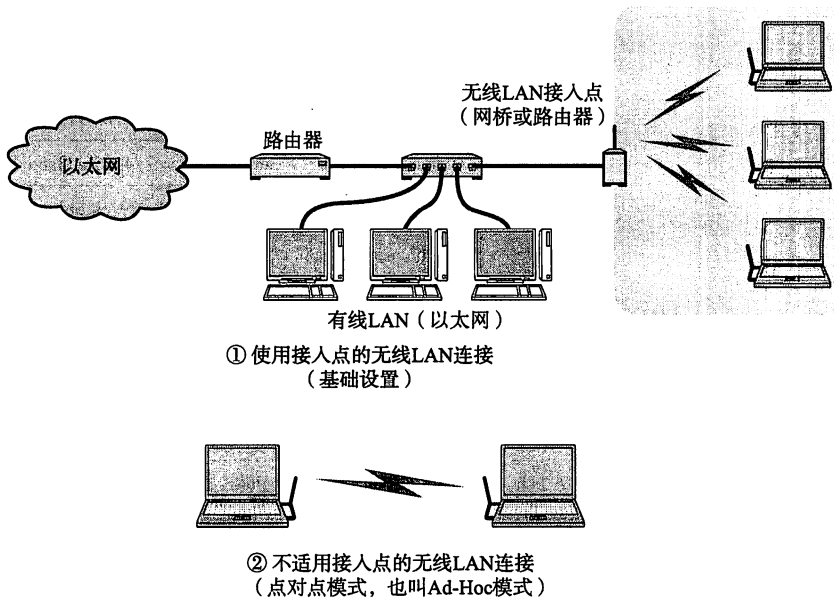 无线LAN接入点
（网桥或路由器）
路由器
以太网
有线LAN（以太网）
① 使用接入点的无线LAN连接
（基础设置）
② 不适用接入点的无线LAN连接
（点对点模式，也叫Ad-Hoc模式）